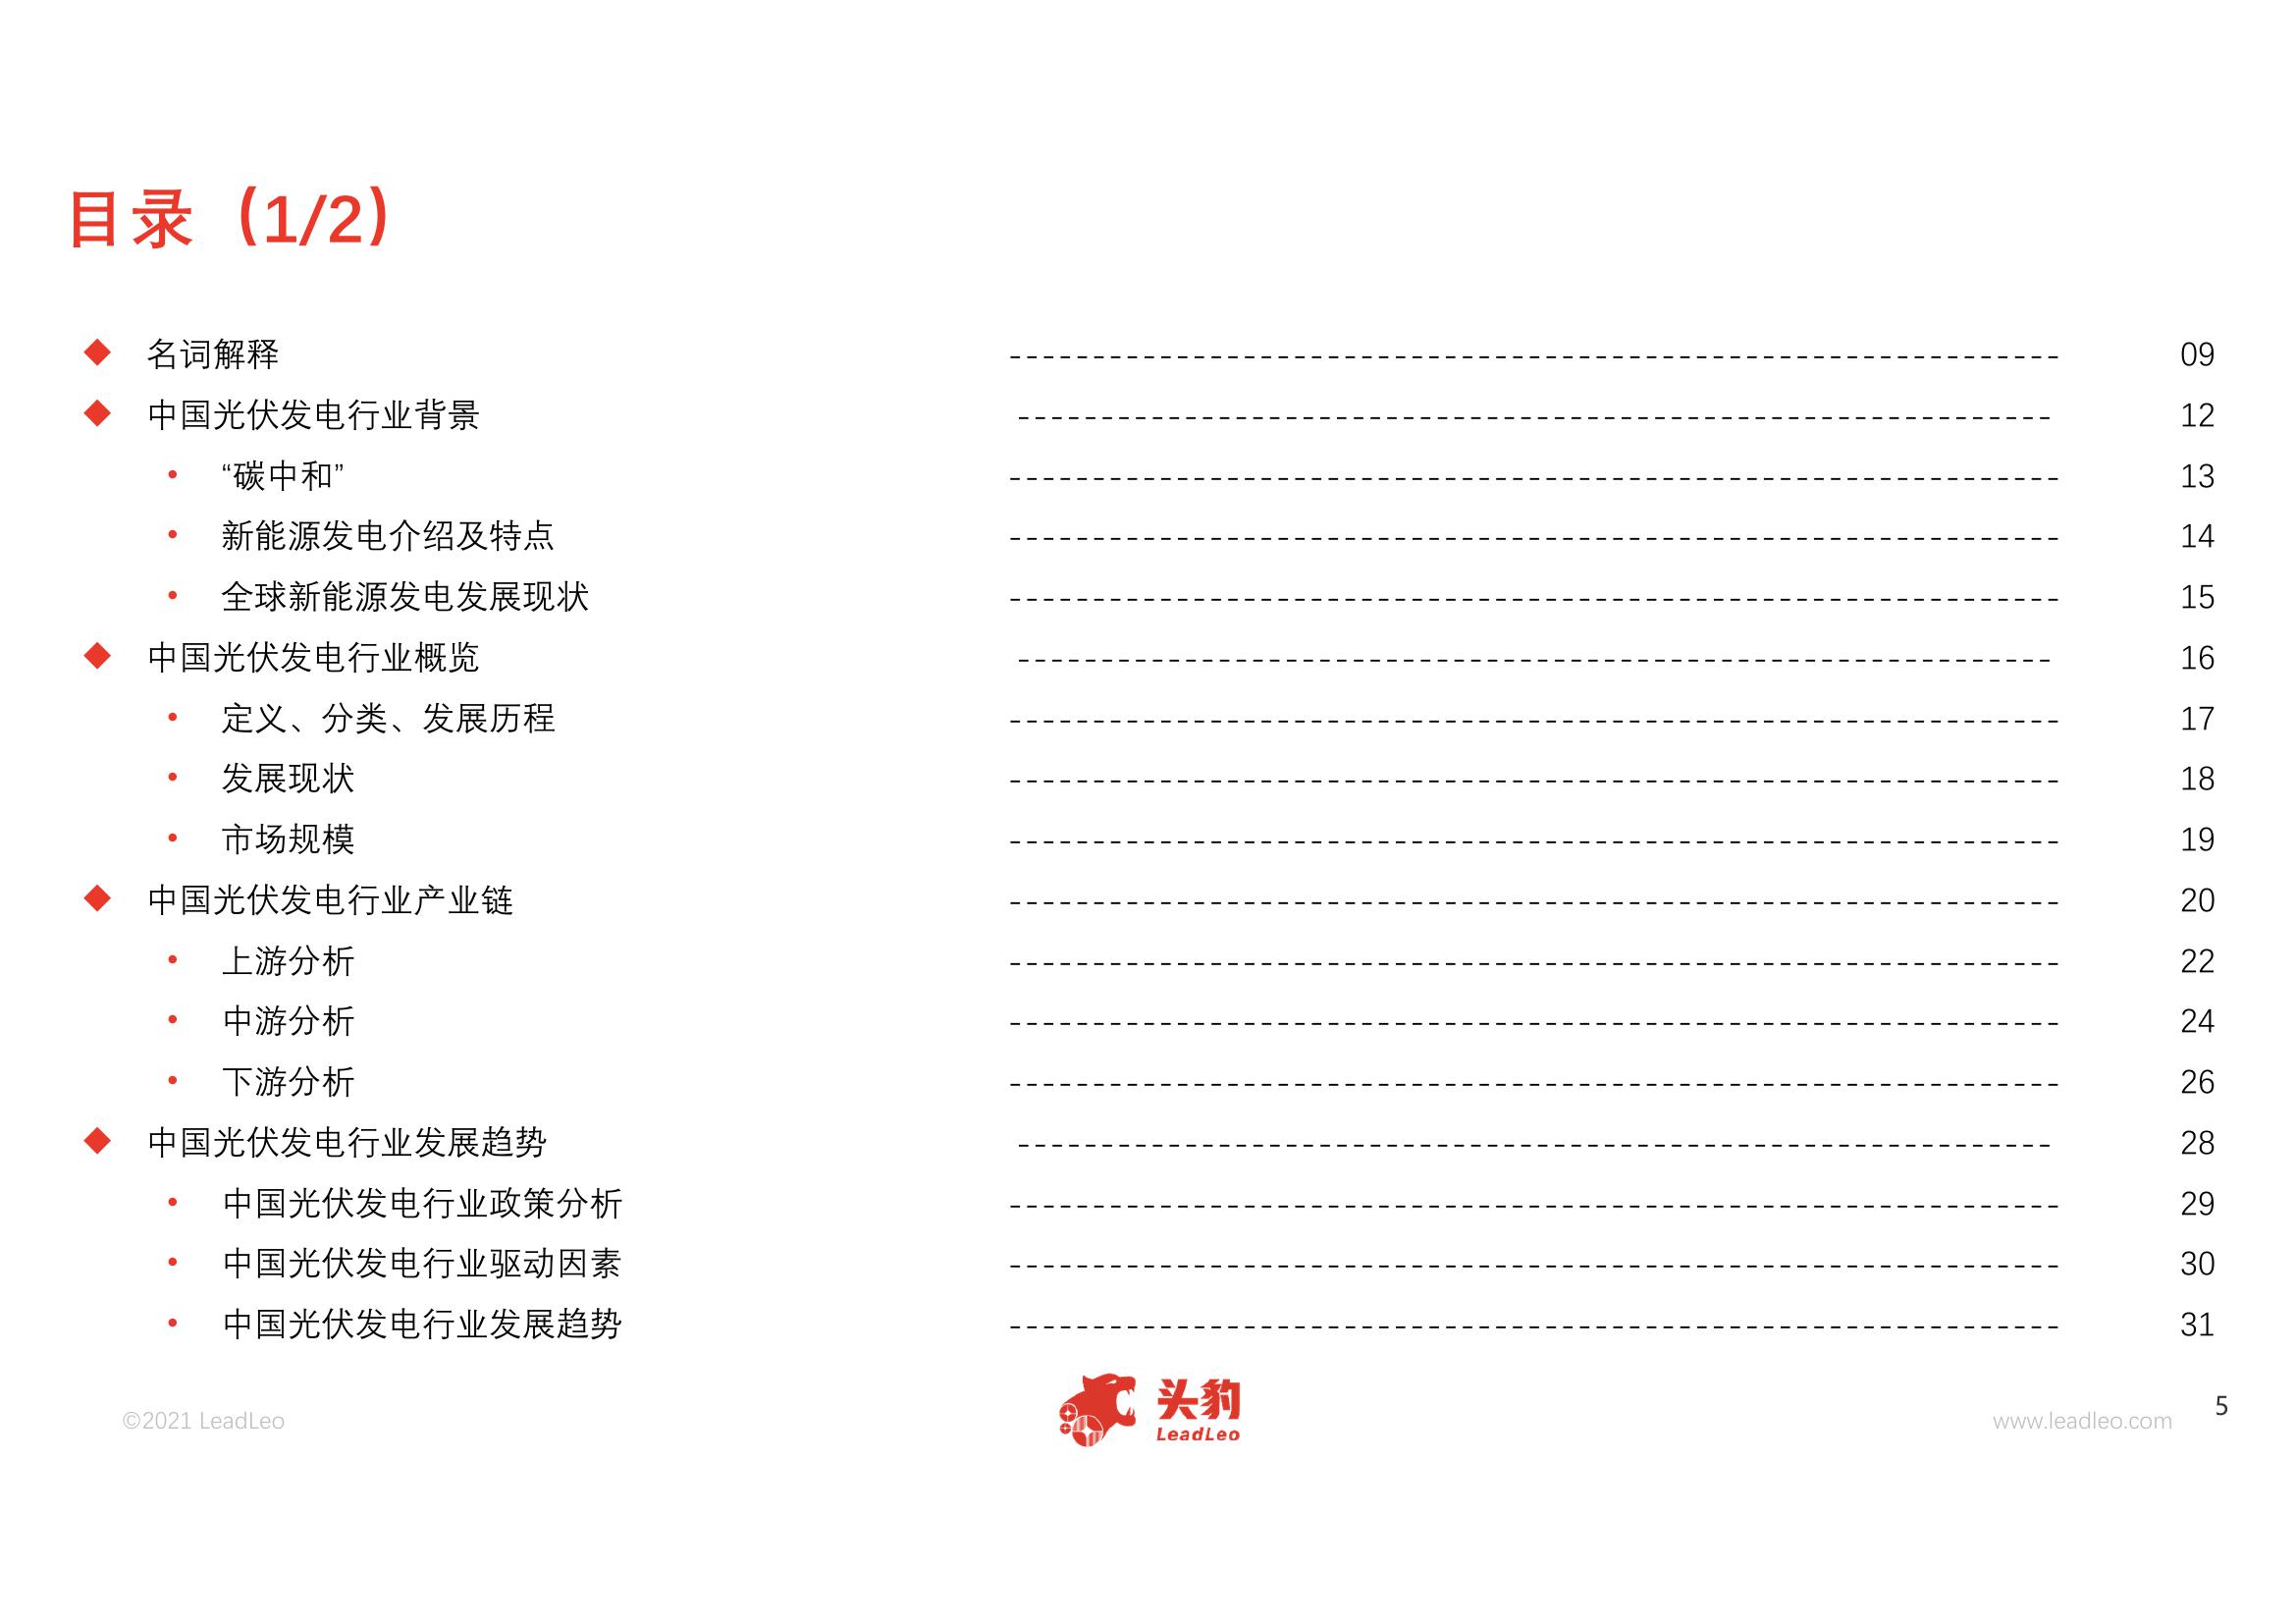 目录（1/2）
◆ 名词解释 ---------------------------------------------------------------- 09
◆ 中国光伏发电行业背景 --------------------------------------------------------------- 12
• “碳中和” ---------------------------------------------------------------- 13
• 新能源发电介绍及特点 ---------------------------------------------------------------- 14
• 全球新能源发电发展现状 ---------------------------------------------------------------- 15
◆ 中国光伏发电行业概览 --------------------------------------------------------------- 16
• 定义、分类、发展历程 ---------------------------------------------------------------- 17
• 发展现状 ---------------------------------------------------------------- 18
• 市场规模 ---------------------------------------------------------------- 19
◆ 中国光伏发电行业产业链 ---------------------------------------------------------------- 20
• 上游分析 ---------------------------------------------------------------- 22
• 中游分析 ---------------------------------------------------------------- 24
• 下游分析 ---------------------------------------------------------------- 26
◆ 中国光伏发电行业发展趋势 --------------------------------------------------------------- 28
• 中国光伏发电行业政策分析 ---------------------------------------------------------------- 29
• 中国光伏发电行业驱动因素 ---------------------------------------------------------------- 30
• 中国光伏发电行业发展趋势 ---------------------------------------------------------------- 31
©2021 LeadLeo
头豹
LeadLeo
www.leadleo.com
5